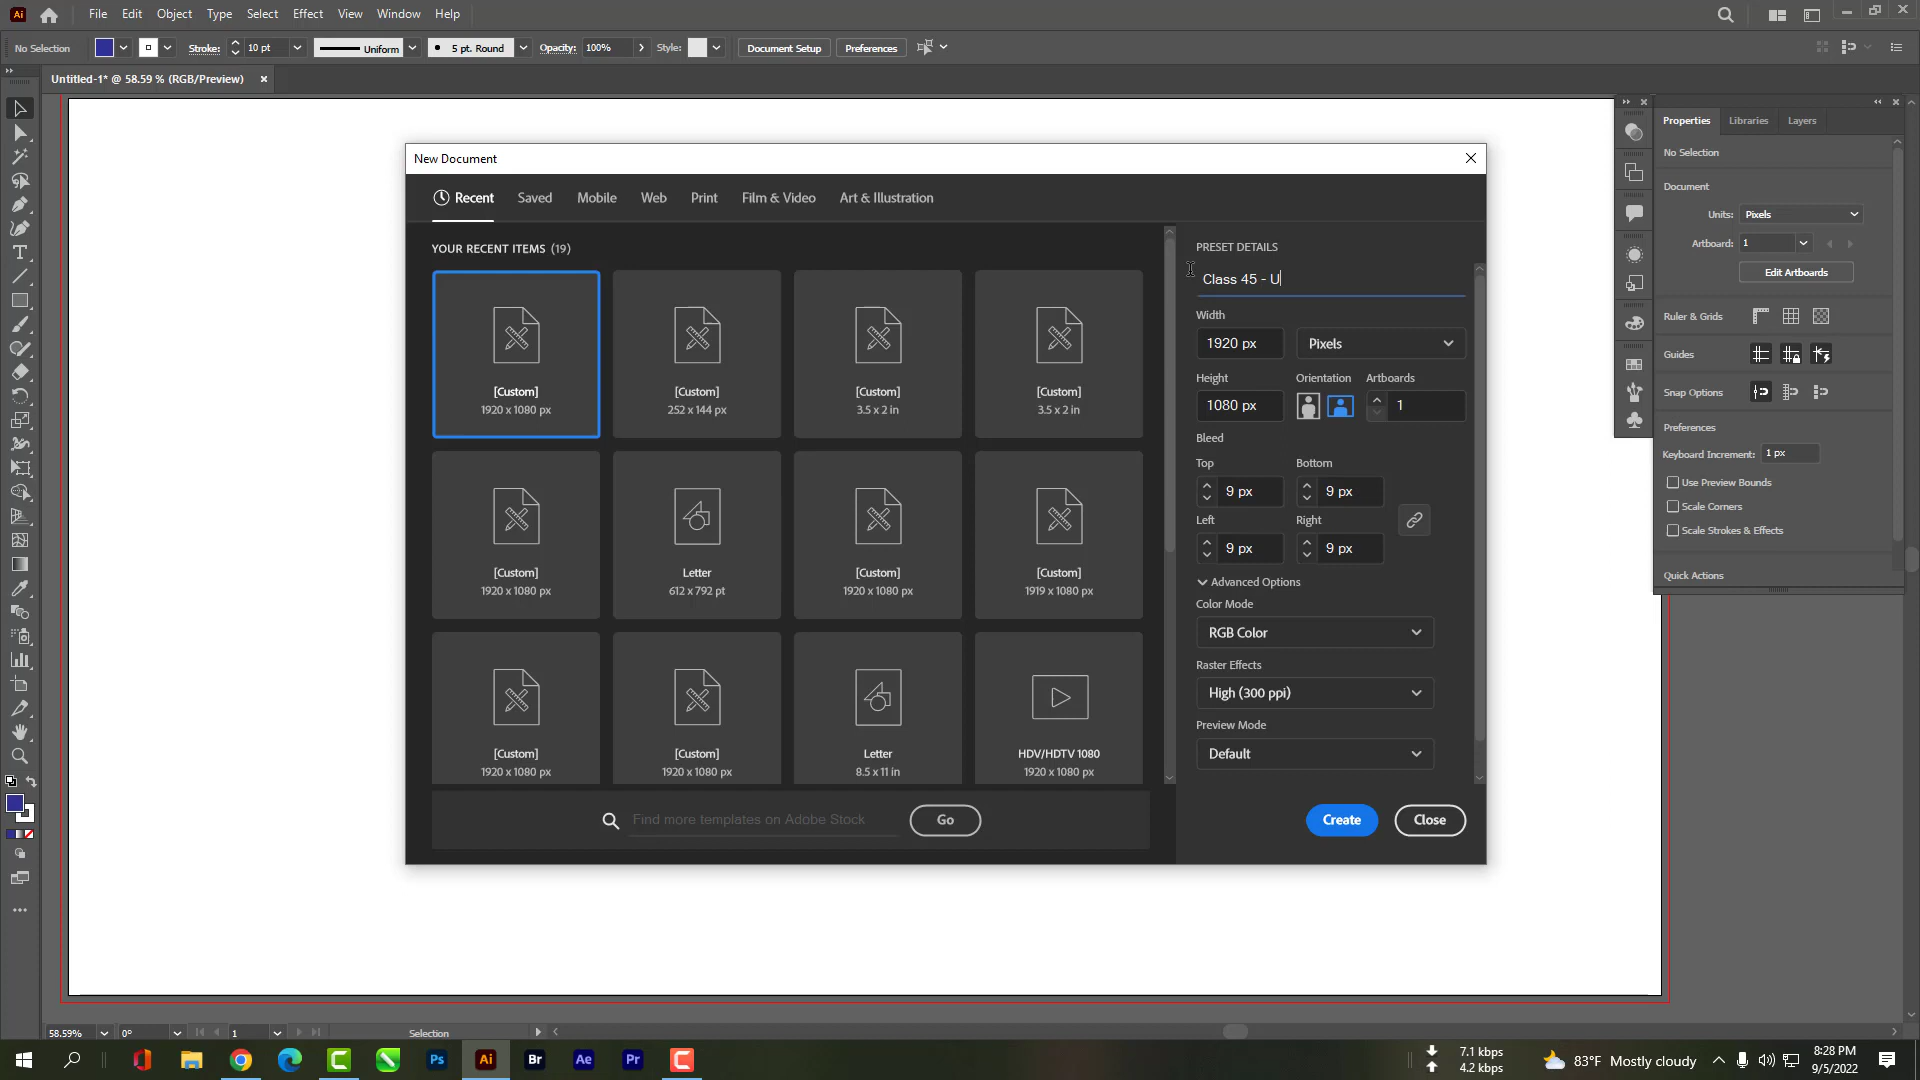 Ai File Edit Object Type Select Effect View Window Help
No Selection Stroke: 10 pt Uniform 5 pt. Round Opacity: 100% Style: Document Setup Preferences
Untitled-1* @ 58.59 % (RGB/Preview)
New Document
Recent Saved Mobile Web Print Film & Video Art & Illustration
YOUR RECENT ITEMS (19)
[Custom] [Custom] [Custom] [Custom]
1920 x 1080 px 252 x 144 px 3.5 x 2 in 3.5 x 2 in
[Custom] Letter [Custom] [Custom]
1920 x 1080 px 612 x 792 pt 1920 x 1080 px 1919 x 1080 px
[Custom] [Custom] Letter HDV/HDTV 1080
1920 x 1080 px 1920 x 1080 px 8.5 x 11 in 1920 x 1080 px
Find more templates on Adobe Stock Go
PRESET DETAILS
Class 45 - U
Width
1920 px Pixels
Height Orientation Artboards
1080 px 1
Bleed
Top Bottom
9 px 9 px
Left Right
9 px 9 px
Advanced Options
Color Mode
RGB Color
Raster Effects
High (300 ppi)
Preview Mode
Default
Create Close
Properties Libraries Layers
No Selection
Document
Units: Pixels
Artboard: 1
Edit Artboards
Ruler & Grids
Guides
Snap Options
Preferences
Keyboard Increment: 1 px
Use Preview Bounds
Scale Corners
Scale Strokes & Effects
Quick Actions
58.59% 0° 1 Selection
Ps Ai Br Ae Pr
7.1 kbps
4.2 kbps
83°F Mostly cloudy
8:28 PM
9/5/2022